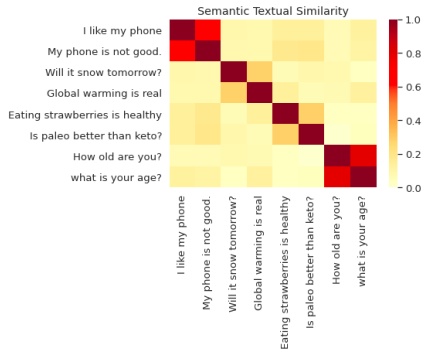 Semantic Textual Similarity
I like my phone
My phone is not good.
Will it snow tomorrow?
Global warming is real
Eating strawberries is healthy
Is paleo better than keto?
How old are you?
what is your age?
1.0
0.8
0.6
0.4
0.2
0.0
I like my phone
My phone is not good.
Will it snow tomorrow?
Global warming is real
Eating strawberries is healthy
Is paleo better than keto?
How old are you?
what is your age?